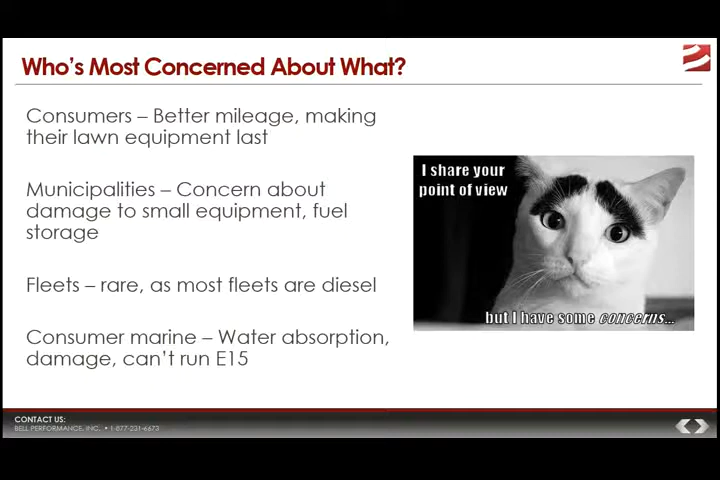 Who's Most Concerned About What?
Consumers – Better mileage, making
their lawn equipment last
Municipalities – Concern about
damage to small equipment, fuel
storage
Fleets – rare, as most fleets are diesel
Consumer marine – Water absorption,
damage, can't run E15
I share your
point of view
but I have some concerns...
CONTACT US:
BELL PERFORMANCE, INC. • 1-877-231-6673